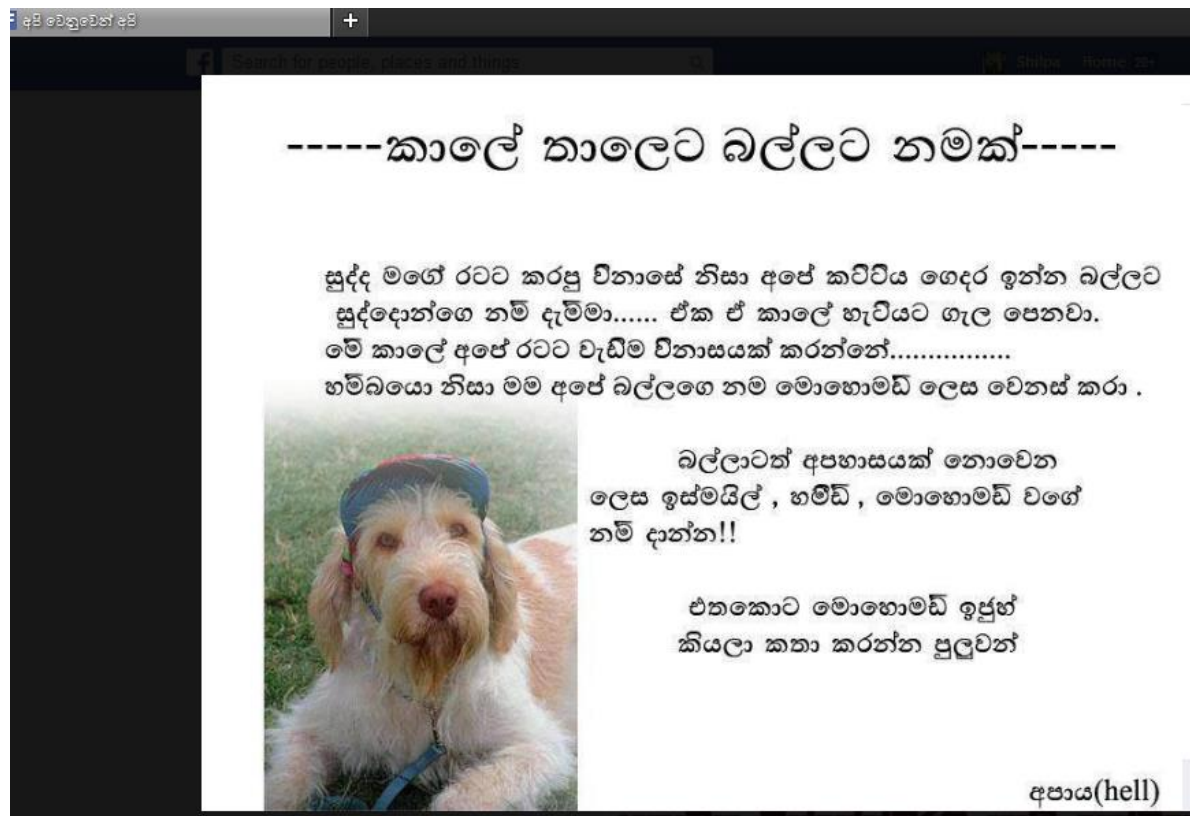 අපි වෙනුවෙන් අපි
Search for people, places and things
Shilpa Home 20+
-----කාලේ තාලෙට බල්ලට නමක්-----
සුද්ද මගේ රටට කරපු විනාසේ නිසා අපේ කට්ටිය ගෙදර ඉන්න බල්ලට
සුද්දොන්ගෙ නම් දැම්මා...... ඒක ඒ කාලේ හැටියට ගැල පෙනවා.
මේ කාලේ අපේ රටට වැඩිම විනාසයක් කරන්නේ................
හම්බයො නිසා මම අපේ බල්ලගෙ නම මොහොමඩ් ලෙස වෙනස් කරා .
බල්ලාටත් අපහාසයක් නොවෙන
ලෙස ඉස්මයිල් , හමීඩ් , මොහොමඩ් වගේ
නම් දාන්න!!
එතකොට මොහොමඩ් ඉජුහ්
කියලා කතා කරන්න පුලුවන්
අපාය(hell)